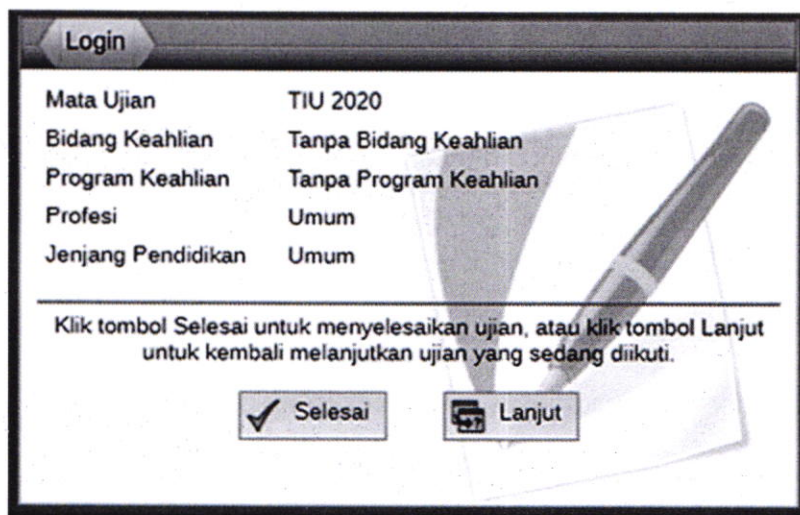 Login
Mata Ujian TIU 2020
Bidang Keahlian Tanpa Bidang Keahlian
Program Keahlian Tanpa Program Keahlian
Profesi Umum
Jenjang Pendidikan Umum
Klik tombol Selesai untuk menyelesaikan ujian, atau klik tombol Lanjut
untuk kembali melanjutkan ujian yang sedang diikuti.
Selesai Lanjut